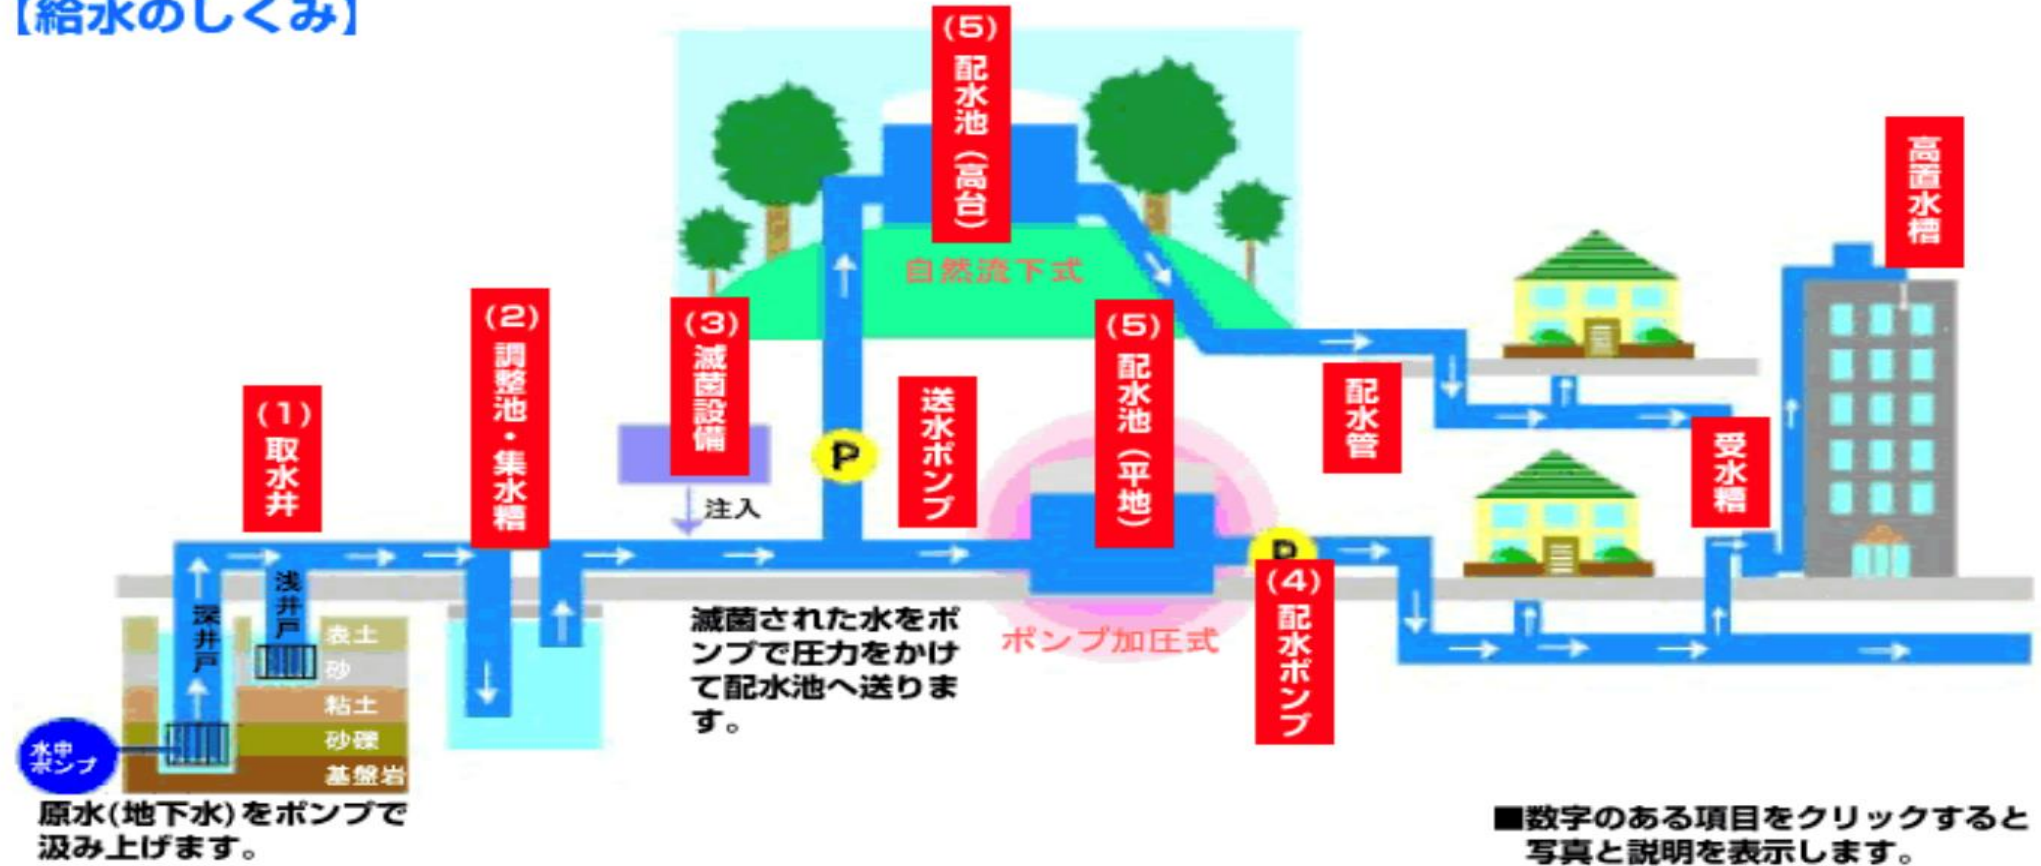 【給水のしくみ】
(5)配水池(高台)
自然流下式
高置水槽
(1)取水井
(2)調整池・集水糟
(3)滅菌設備
注入
P
送水ポンプ
(5)配水池(平地)
配水管
受水糟
ポンプ加圧式
P
(4)配水ポンプ
深井戸
浅井戸
表土
砂
粘土
砂礫
基盤岩
水中
ポンプ
原水(地下水)をポンプで
汲み上げます。
滅菌された水をポ
ンプで圧力をかけ
て配水池へ送りま
す。
■数字のある項目をクリックすると
写真と説明を表示します。